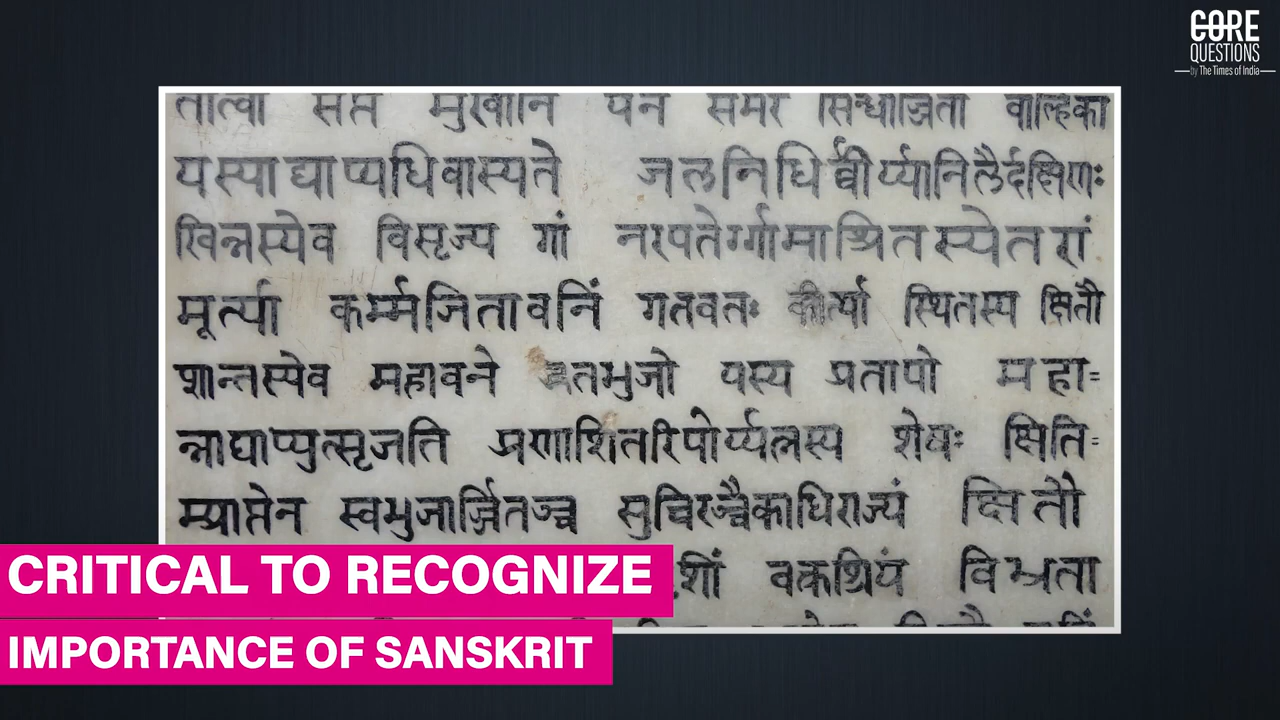 CORE
QUESTIONS
by The Times of India
तीर्त्वा सप्त मुखानि येन समरे सिन्धोर्जिता वाल्हिका
यस्याद्याप्यधिवास्यते जलनिधिर्व्वीर्य्यानिलैर्दक्षिणः
खिन्नस्येव विसृज्य गां नरपतेर्ग्गामाश्रितस्येतरां
मूर्त्या कर्म्मजितावनिं गतवतः कीर्त्या स्थितस्य क्षितौ
शान्तस्येव महावने यस्य प्रतापो महा=
न्नाद्याप्युत्सृजति प्रणाशितरिपोर्य्यत्नस्य शेषः क्षिति=
म्प्राप्तेन स्वभुजार्ज्जितञ्च सुचिरञ्चैकाधिराज्यं क्षितौ
वक्त्रश्रियं विभ्रता
CRITICAL TO RECOGNIZE
IMPORTANCE OF SANSKRIT